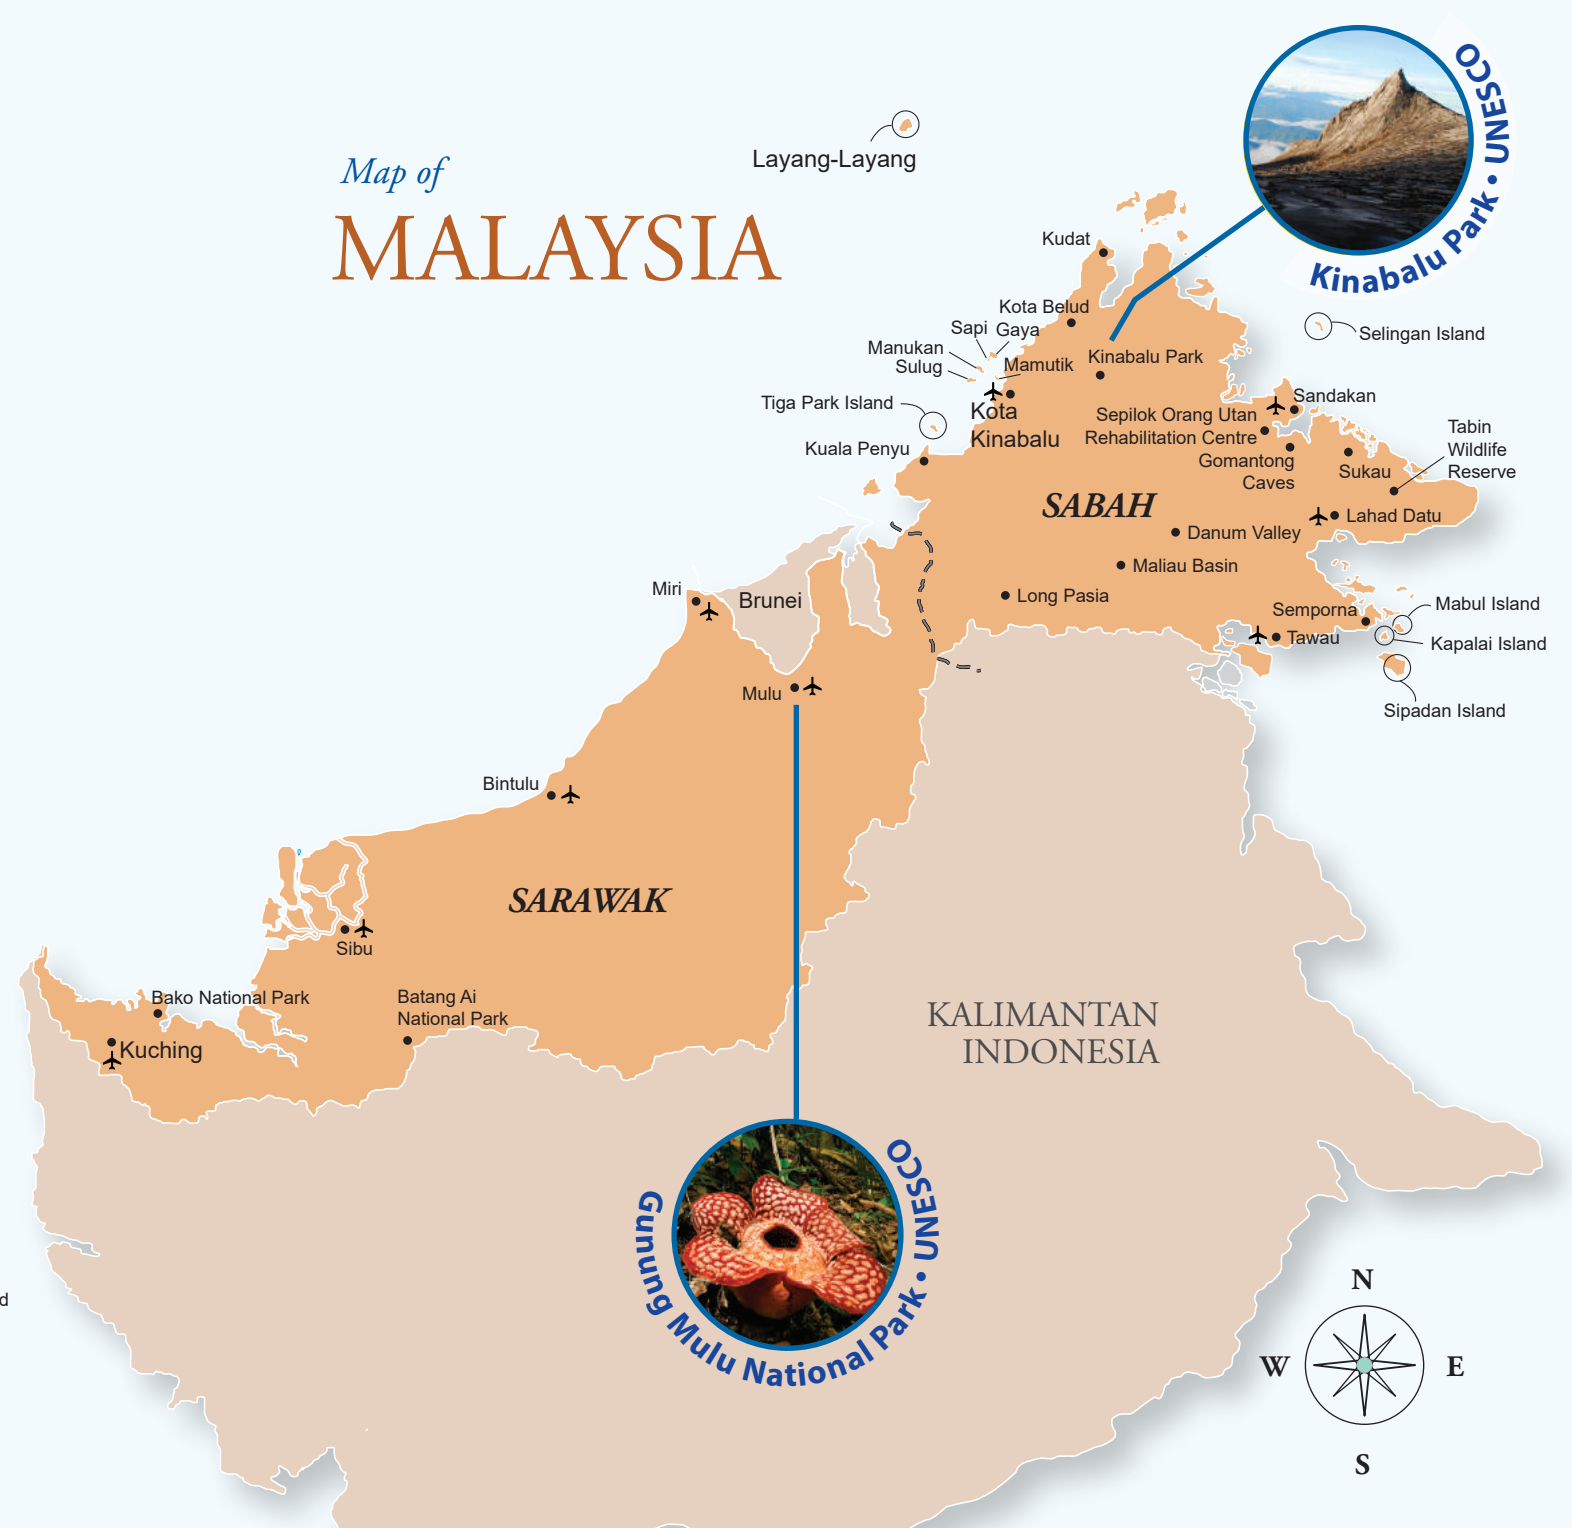 Map of
MALAYSIA
Layang-Layang
Kinabalu Park • UNESCO
Kudat
Kota Belud
Sapi
Gaya
Manukan
Sulug
Mamutik
Kinabalu Park
Selingan Island
Tiga Park Island
Kota
Kinabalu
Kuala Penyu
Sandakan
Sepilok Orang Utan
Rehabilitation Centre
Gomantong
Caves
Sukau
Tabin
Wildlife
Reserve
SABAH
Lahad Datu
Danum Valley
Maliau Basin
Long Pasia
Semporna
Tawau
Mabul Island
Kapalai Island
Sipadan Island
Miri
Brunei
Mulu
Bintulu
SARAWAK
Sibu
Bako National Park
Batang Ai
National Park
Kuching
KALIMANTAN
INDONESIA
Gunung Mulu National Park • UNESCO
d
N
W
E
S